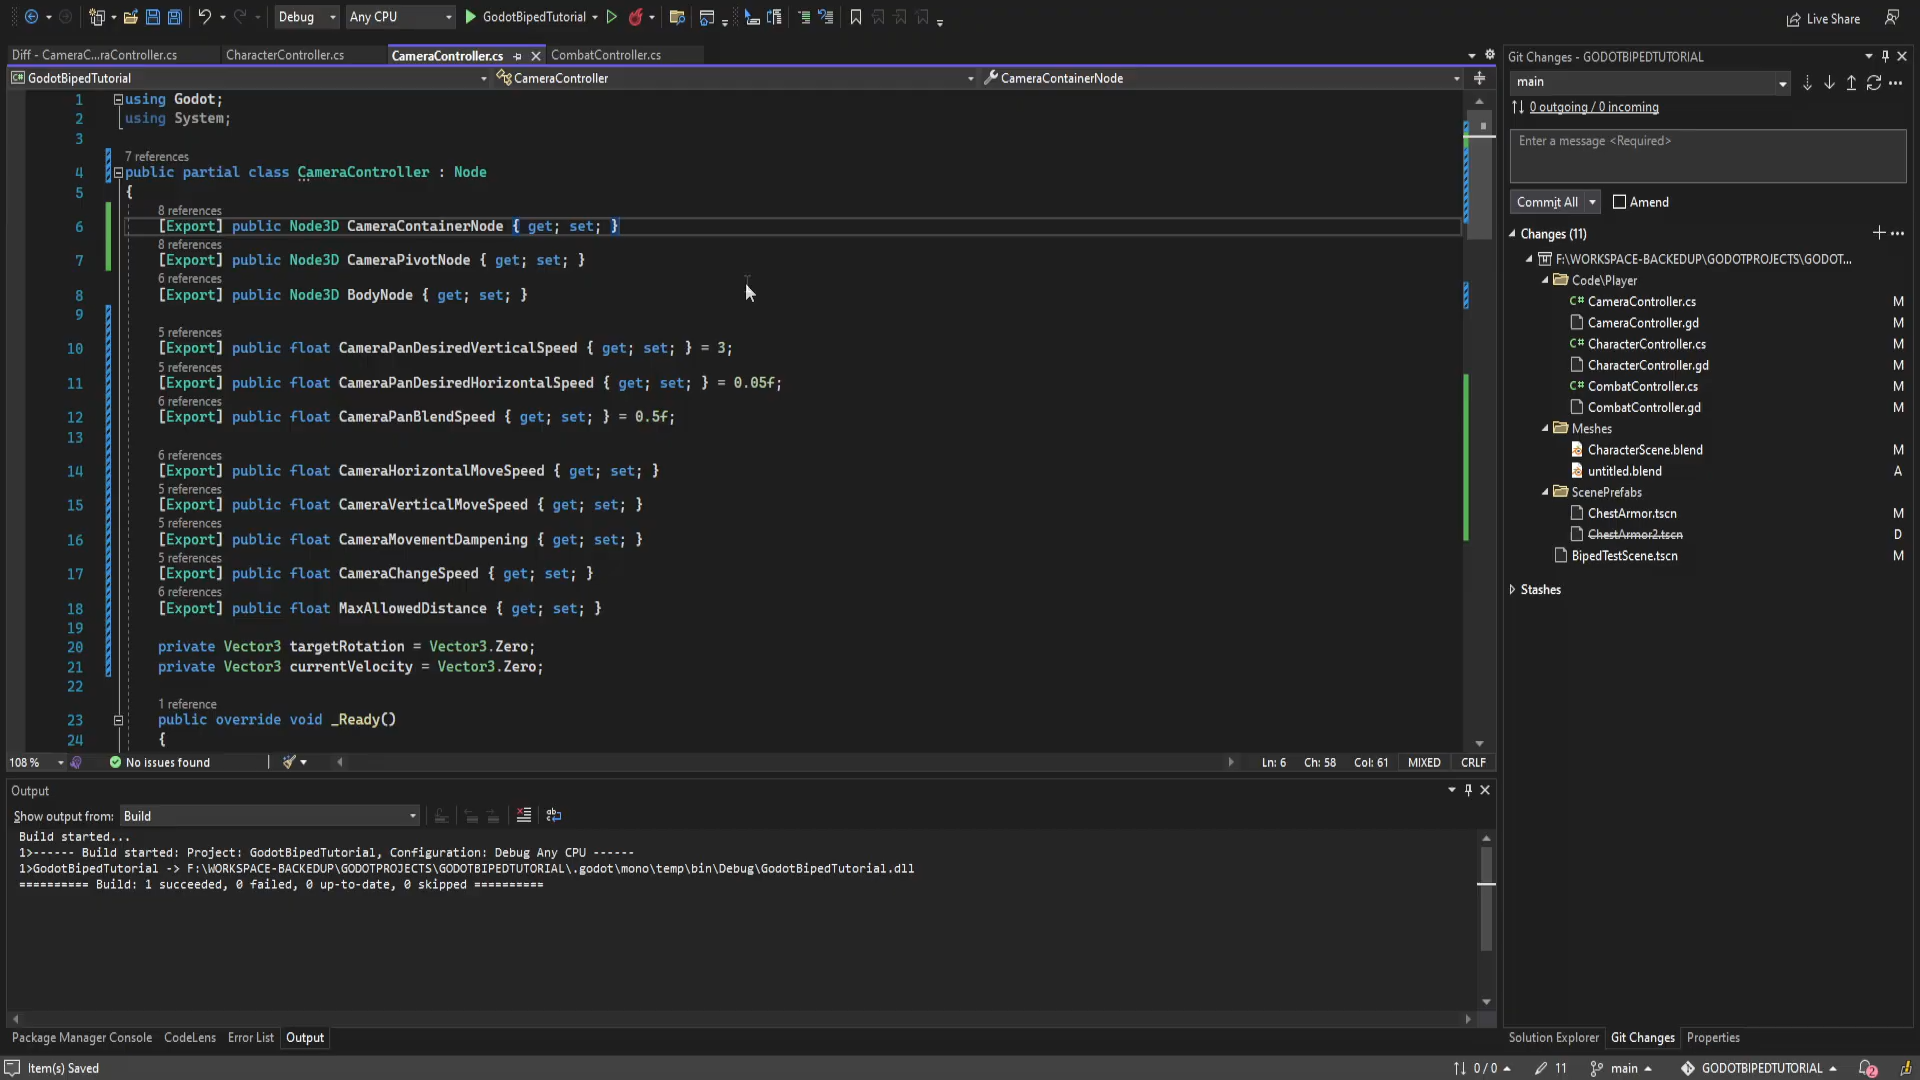 Debug
Any CPU
GodotBipedTutorial
Live Share
Diff - CameraC...raController.cs
CharacterController.cs
CameraController.cs
CombatController.cs
GodotBipedTutorial
CameraController
CameraContainerNode
1 using Godot;
2 using System;
3
7 references
4 public partial class CameraController : Node
5 {
8 references
6 [Export] public Node3D CameraContainerNode { get; set; }
8 references
7 [Export] public Node3D CameraPivotNode { get; set; }
6 references
8 [Export] public Node3D BodyNode { get; set; }
9
5 references
10 [Export] public float CameraPanDesiredVerticalSpeed { get; set; } = 3;
5 references
11 [Export] public float CameraPanDesiredHorizontalSpeed { get; set; } = 0.05f;
6 references
12 [Export] public float CameraPanBlendSpeed { get; set; } = 0.5f;
13
6 references
14 [Export] public float CameraHorizontalMoveSpeed { get; set; }
5 references
15 [Export] public float CameraVerticalMoveSpeed { get; set; }
5 references
16 [Export] public float CameraMovementDampening { get; set; }
5 references
17 [Export] public float CameraChangeSpeed { get; set; }
6 references
18 [Export] public float MaxAllowedDistance { get; set; }
19
20 private Vector3 targetRotation = Vector3.Zero;
21 private Vector3 currentVelocity = Vector3.Zero;
22
1 reference
23 public override void _Ready()
24 {
108 %
No issues found
Ln: 6 Ch: 58 Col: 61 MIXED CRLF
Output
Show output from: Build
Build started...
1>------ Build started: Project: GodotBipedTutorial, Configuration: Debug Any CPU ------
1>GodotBipedTutorial -> F:\WORKSPACE-BACKEDUP\GODOTPROJECTS\GODOTBIPEDTUTORIAL\.godot\mono\temp\bin\Debug\GodotBipedTutorial.dll
========== Build: 1 succeeded, 0 failed, 0 up-to-date, 0 skipped ==========
Package Manager Console CodeLens Error List Output
Git Changes - GODOTBIPEDTUTORIAL
main
0 outgoing / 0 incoming
Enter a message <Required>
Commit All
Amend
Changes (11)
F:\WORKSPACE-BACKEDUP\GODOTPROJECTS\GODOT...
Code\Player
C# CameraController.cs M
CameraController.gd M
C# CharacterController.cs M
CharacterController.gd M
C# CombatController.cs M
CombatController.gd M
Meshes
CharacterScene.blend M
untitled.blend A
ScenePrefabs
ChestArmor.tscn M
ChestArmor2.tscn D
BipedTestScene.tscn M
Stashes
Solution Explorer Git Changes Properties
Item(s) Saved
0 / 0
11
main
GODOTBIPEDTUTORIAL
2